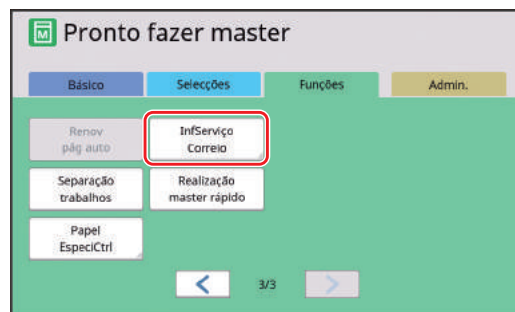 M
Pronto fazer master
Básico
Selecções
Funções
Admin.
Renov
pág auto
InfServiço
Correio
Separação
trabalhos
Realização
master rápido
Papel
EspeciCtrl
3/3